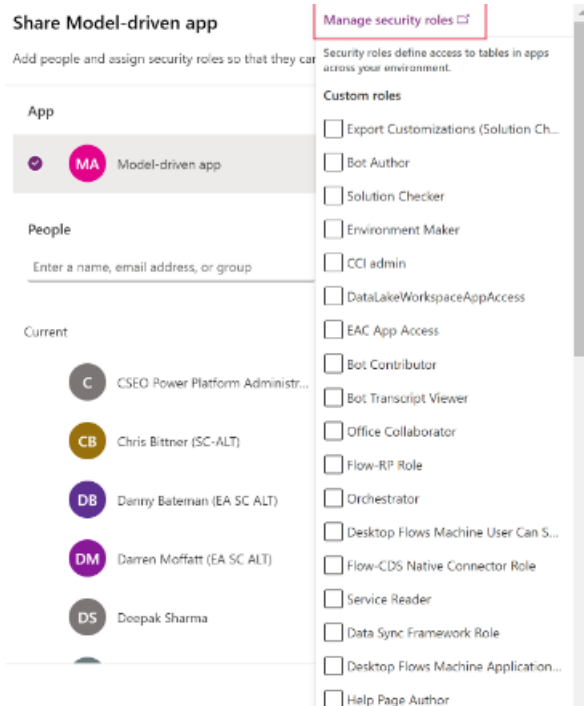 Share Model-driven app
Add people and assign security roles so that they car
App
MA
Model-driven app
People
Enter a name, email address, or group
Current
C
CSEO Power Platform Administr...
CB
Chris Bittner (SC-ALT)
DB
Danny Bateman (EA SC ALT)
DM
Darren Moffatt (EA SC ALT)
DS
Deepak Sharma
Manage security roles
Security roles define access to tables in apps
across your environment.
Custom roles
Export Customizations (Solution Ch...
Bot Author
Solution Checker
Environment Maker
CCI admin
DataLakeWorkspaceAppAccess
EAC App Access
Bot Contributor
Bot Transcript Viewer
Office Collaborator
Flow-RP Role
Orchestrator
Desktop Flows Machine User Can S...
Flow-CDS Native Connector Role
Service Reader
Data Sync Framework Role
Desktop Flows Machine Application...
Help Page Author